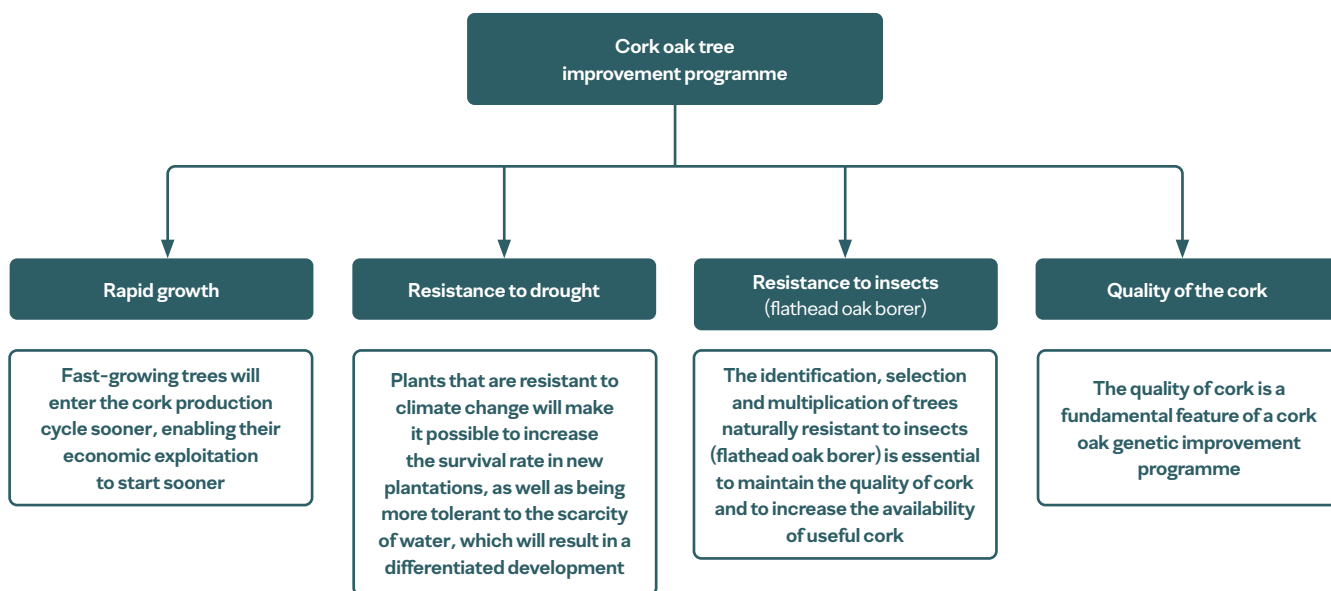 Cork oak tree
improvement programme
Rapid growth
Fast-growing trees will
enter the cork production
cycle sooner, enabling their
economic exploitation
to start sooner
Resistance to drought
Plants that are resistant to
climate change will make
it possible to increase
the survival rate in new
plantations, as well as being
more tolerant to the scarcity
of water, which will result in a
differentiated development
Resistance to insects
(flathead oak borer)
The identification, selection
and multiplication of trees
naturally resistant to insects
(flathead oak borer) is essential
to maintain the quality of cork
and to increase the availability
of useful cork
Quality of the cork
The quality of cork is a
fundamental feature of a cork
oak genetic improvement
programme